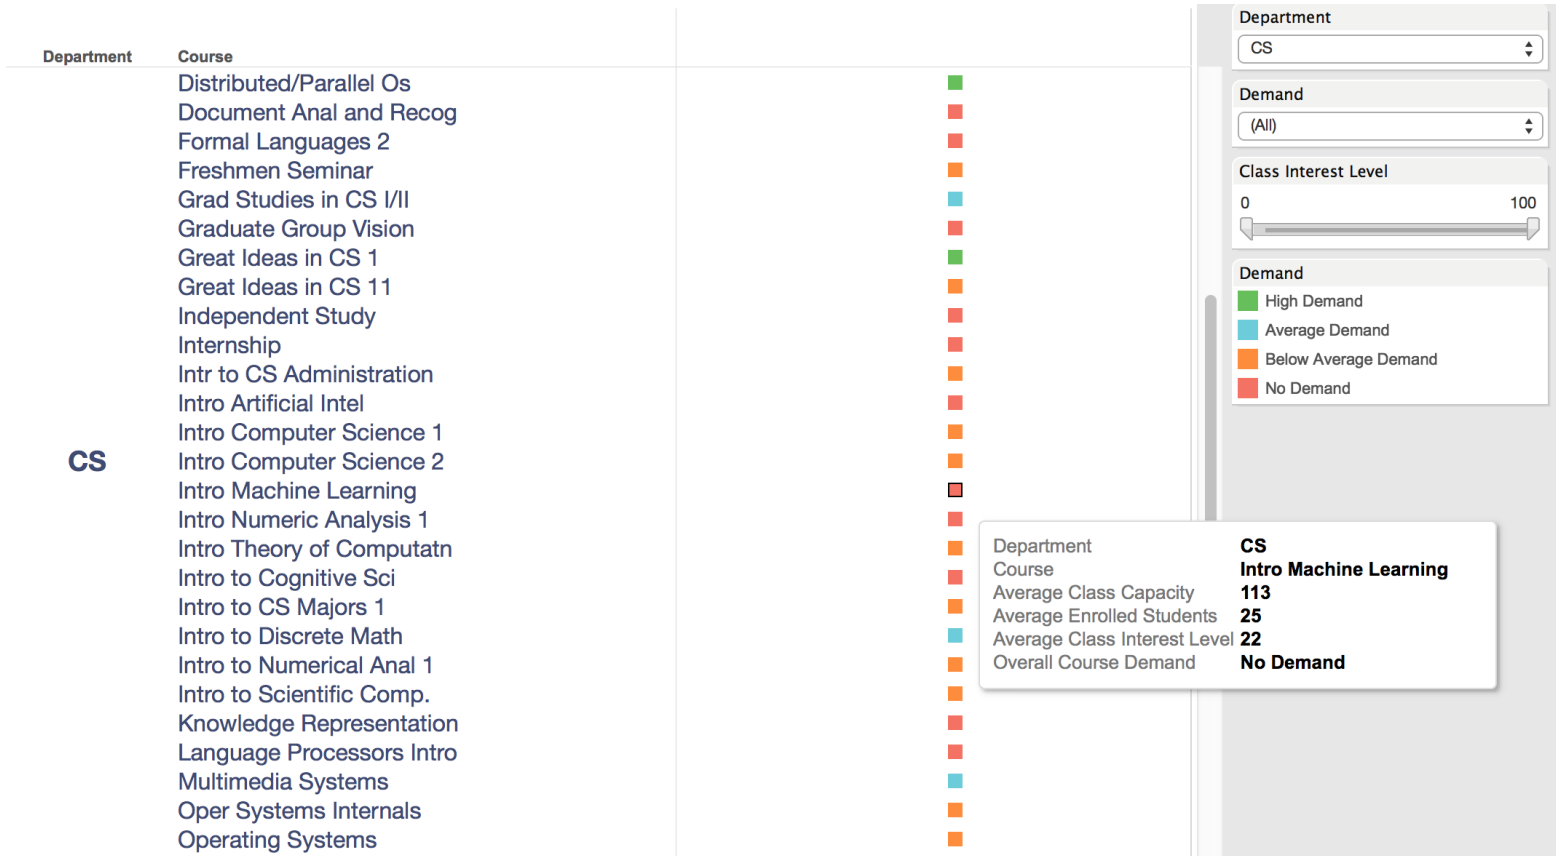 Department Course
Distributed/Parallel Os
Document Anal and Recog
Formal Languages 2
Freshmen Seminar
Grad Studies in CS I/II
Graduate Group Vision
Great Ideas in CS 1
Great Ideas in CS 11
Independent Study
Internship
Intr to CS Administration
Intro Artificial Intel
Intro Computer Science 1
CS Intro Computer Science 2
Intro Machine Learning
Intro Numeric Analysis 1
Intro Theory of Computatn
Intro to Cognitive Sci
Intro to CS Majors 1
Intro to Discrete Math
Intro to Numerical Anal 1
Intro to Scientific Comp.
Knowledge Representation
Language Processors Intro
Multimedia Systems
Oper Systems Internals
Operating Systems
Department CS
Course Intro Machine Learning
Average Class Capacity 113
Average Enrolled Students 25
Average Class Interest Level 22
Overall Course Demand No Demand
Department
CS
Demand
(All)
Class Interest Level
0 100
Demand
High Demand
Average Demand
Below Average Demand
No Demand